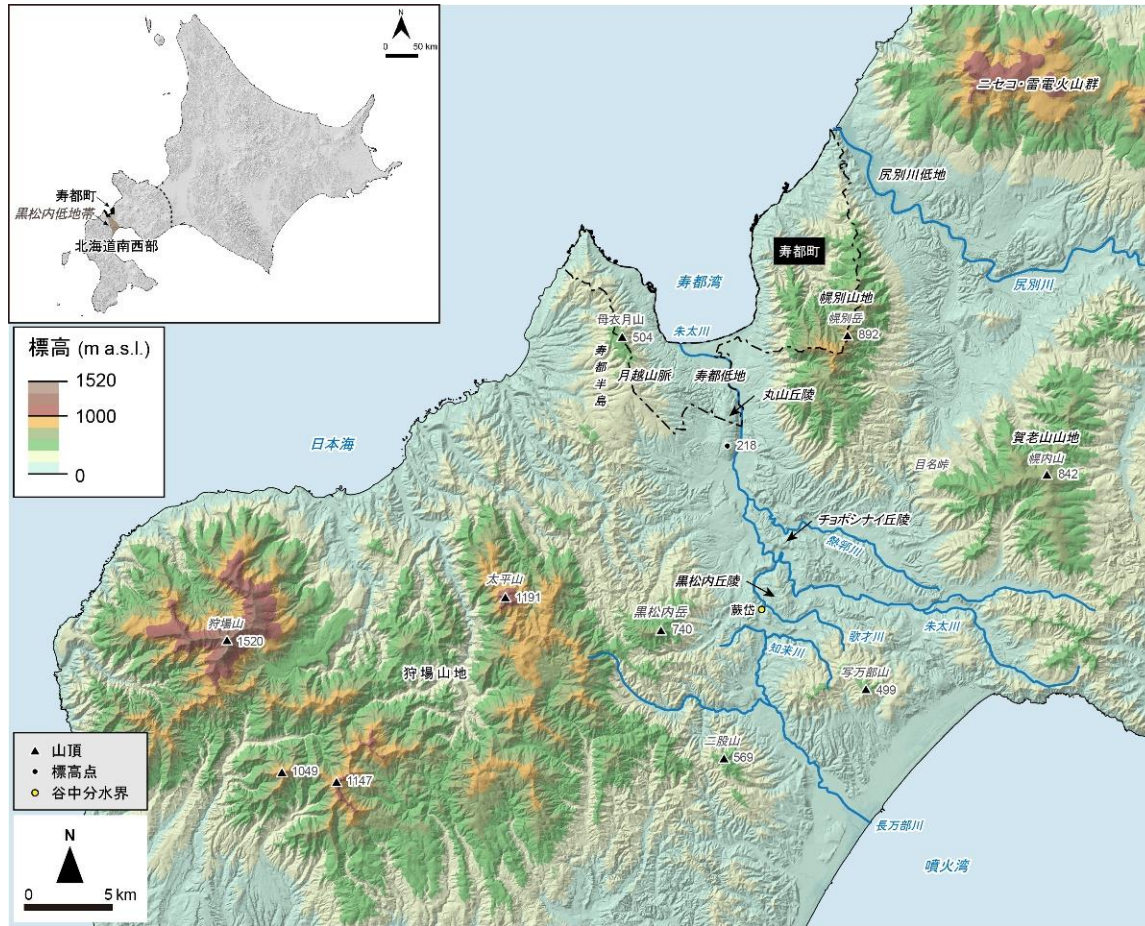 N
0 50 km
寿都町
黒松内低地帯
北海道南西部
標高 (m a.s.l.)
1520
1000
0
ニセコ・雷電火山群
尻別川低地
寿都町
尻別川
寿都湾
幌別山地
幌別岳
892
母衣月山
504
朱太川
月越山脈
寿都低地
寿都半島
丸山丘陵
218
日本海
賀老山山地
幌内山
842
目名峠
チョポシナイ丘陵
熱郛川
太平山
1191
黒松内丘陵
黒松内岳
740
蕨岱
歌才川
朱太川
狩場山
1520
知来川
狩場山地
写万部山
499
二股山
569
山頂
標高点
谷中分水界
1049
1147
長万部川
噴火湾
N
0 5 km